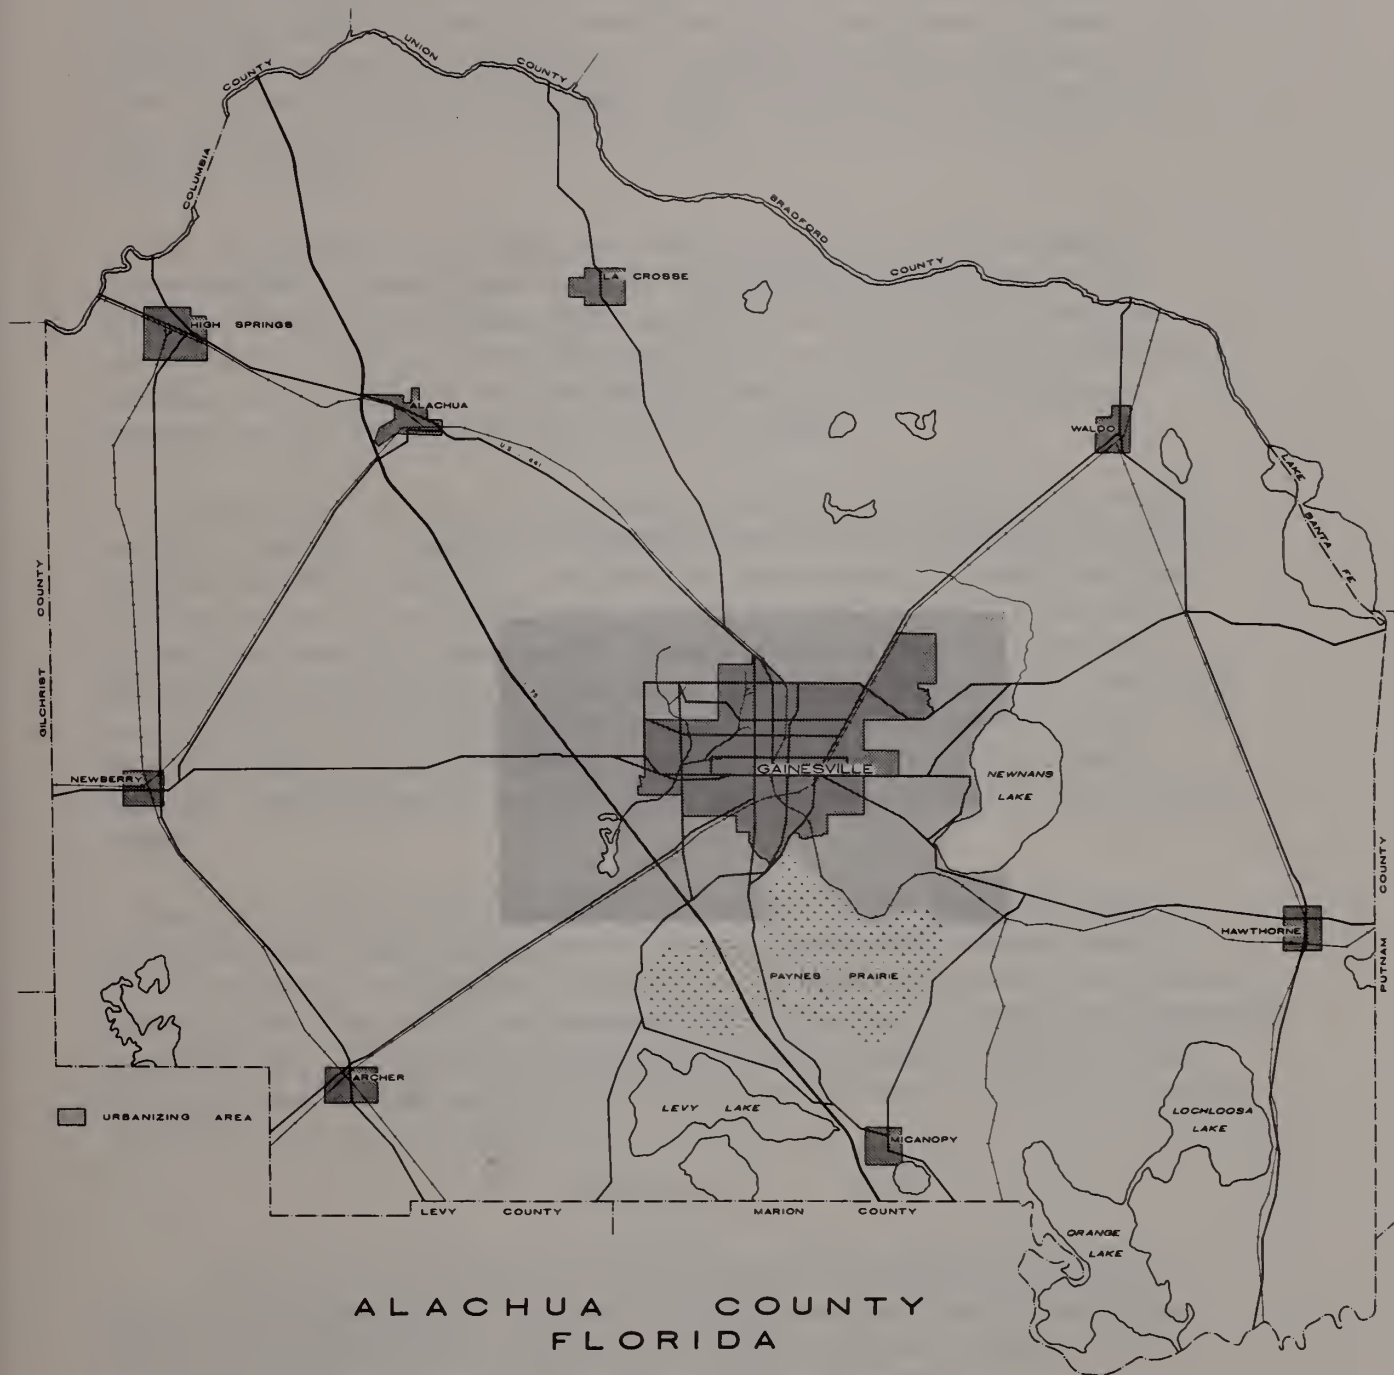 UNION
COUNTY
COUNTY
COLUMBIA
BRADFORD
COUNTY
LA CROSSE
HIGH SPRINGS
ALACHUA
WALDO
U.S. 441
LAKE
SANTA
FE
GILCHRIST COUNTY
75
NEWBERRY
GAINESVILLE
NEWNANS
LAKE
PUTNAM COUNTY
HAWTHORNE
PAYNES PRAIRIE
ARCHER
URBANIZING AREA
LEVY LAKE
MICANOPY
LOCHLOOSA
LAKE
LEVY COUNTY
MARION COUNTY
ORANGE
LAKE
ALACHUA COUNTY
FLORIDA